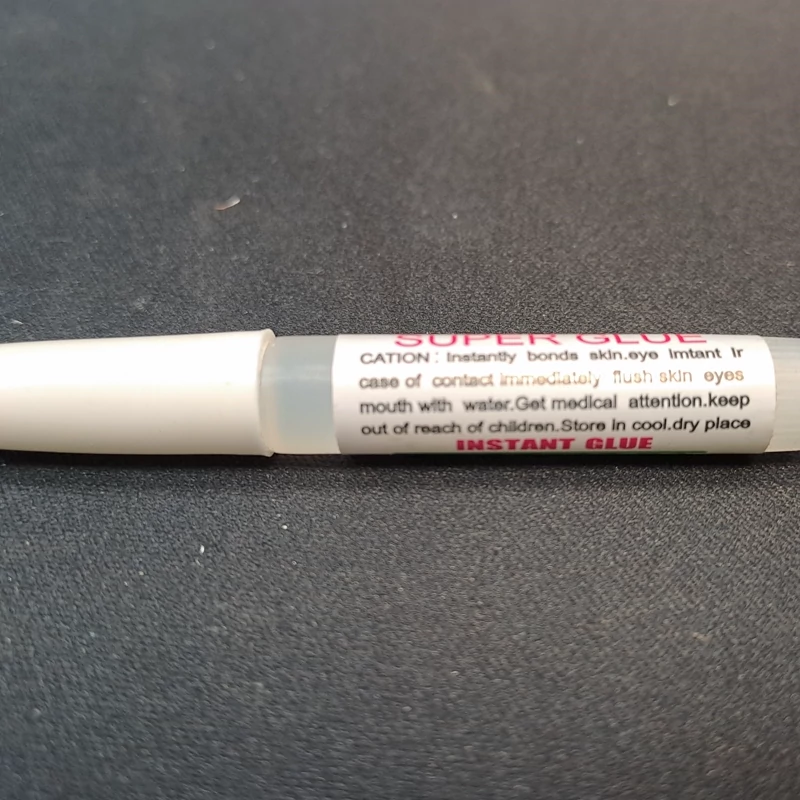 SUPER GLUE
CATION: Instantly bonds skin.eye Imtant Ir
case of contact immediately flush skin eyes
mouth with water.Get medical attention.keep
out of reach of children.Store in cool.dry place
INSTANT GLUE